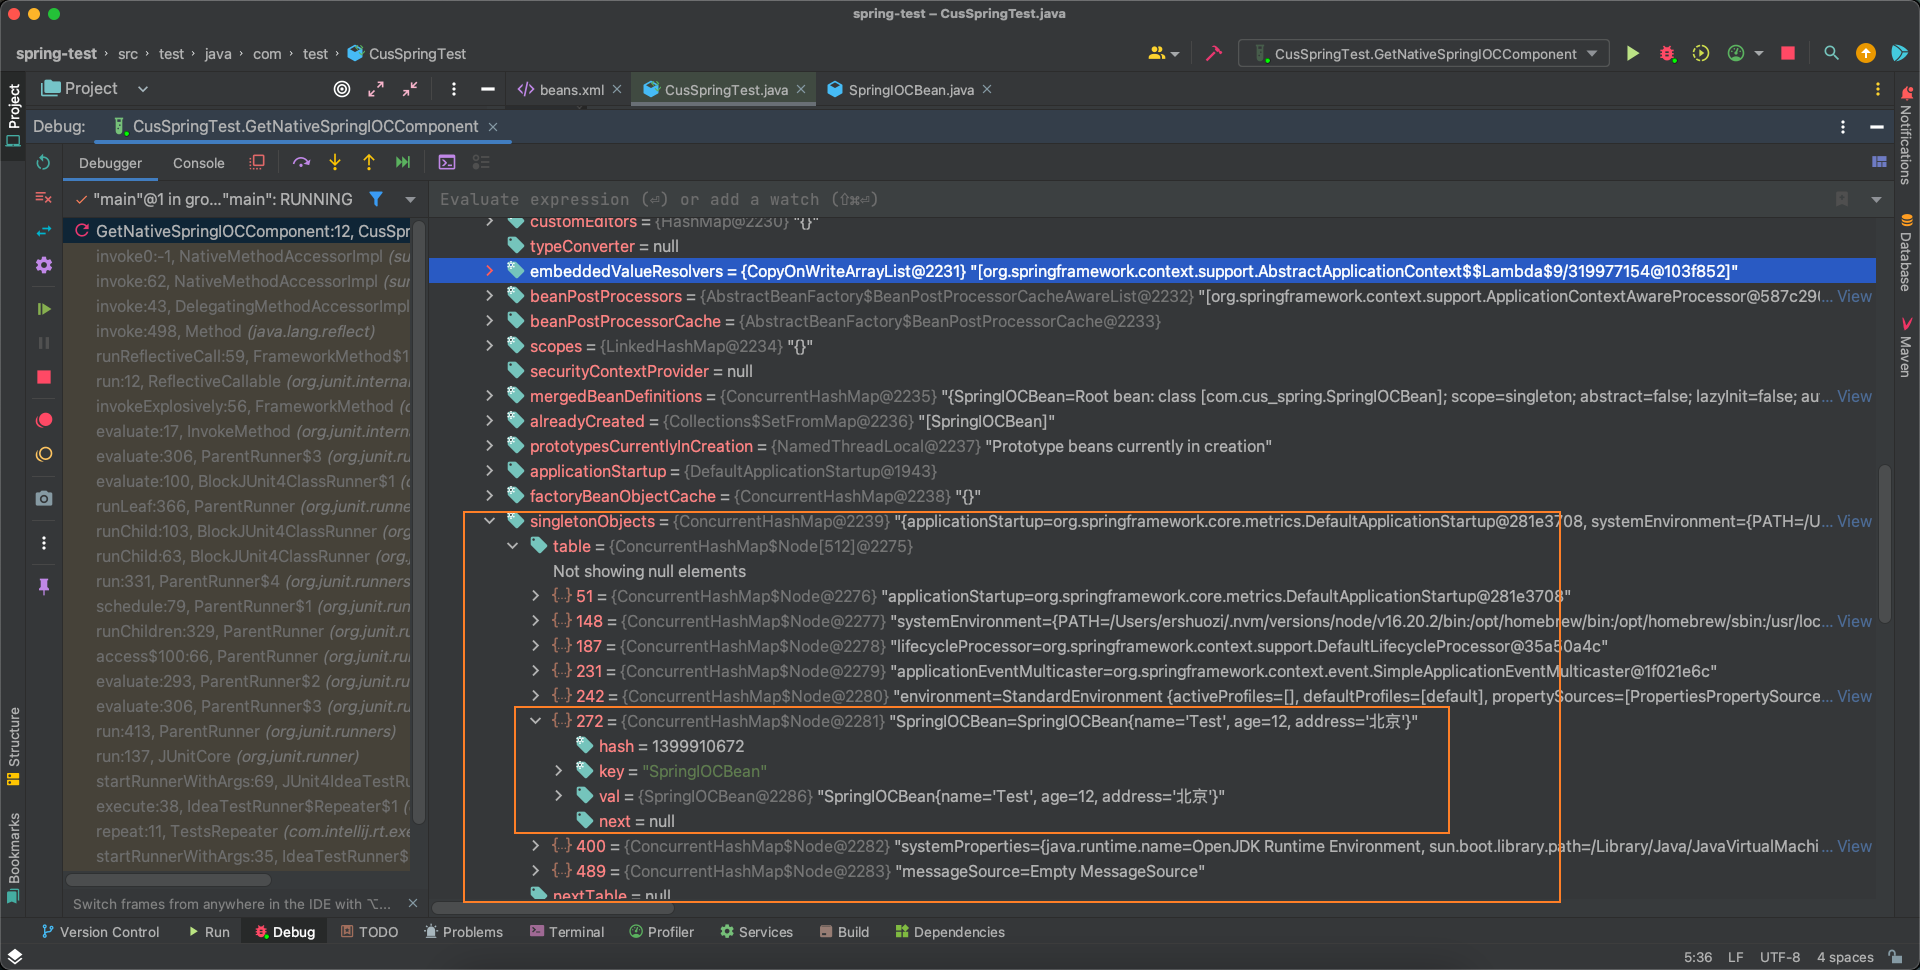 spring-test – CusSpringTest.java
spring-test › src › test › java › com › test › CusSpringTest
CusSpringTest.GetNativeSpringIOCComponent
Project
beans.xml
CusSpringTest.java
SpringIOCBean.java
Debug: CusSpringTest.GetNativeSpringIOCComponent
Debugger Console
"main"@1 in gro..."main": RUNNING
Evaluate expression (⏎) or add a watch (⇧⌘⏎)
GetNativeSpringIOCComponent:12, CusSpr
invoke0:-1, NativeMethodAccessorImpl (su
invoke:62, NativeMethodAccessorImpl (sun
invoke:43, DelegatingMethodAccessorImpl
invoke:498, Method (java.lang.reflect)
runReflectiveCall:59, FrameworkMethod$1
run:12, ReflectiveCallable (org.junit.interna
invokeExplosively:56, FrameworkMethod (o
evaluate:17, InvokeMethod (org.junit.intern
evaluate:306, ParentRunner$3 (org.junit.ru
evaluate:100, BlockJUnit4ClassRunner$1 (o
runLeaf:366, ParentRunner (org.junit.runner
runChild:103, BlockJUnit4ClassRunner (org.
runChild:63, BlockJUnit4ClassRunner (org.j
run:331, ParentRunner$4 (org.junit.runners
schedule:79, ParentRunner$1 (org.junit.run
runChildren:329, ParentRunner (org.junit.ru
access$100:66, ParentRunner (org.junit.run
evaluate:293, ParentRunner$2 (org.junit.ru
evaluate:306, ParentRunner$3 (org.junit.ru
run:413, ParentRunner (org.junit.runners)
run:137, JUnitCore (org.junit.runner)
startRunnerWithArgs:69, JUnit4IdeaTestRu
execute:38, IdeaTestRunner$Repeater$1 (
repeat:11, TestsRepeater (com.intellij.rt.exe
startRunnerWithArgs:35, IdeaTestRunner$
Switch frames from anywhere in the IDE with ⌥...
customEditors = {HashMap@2230} "{}"
typeConverter = null
embeddedValueResolvers = {CopyOnWriteArrayList@2231} "[org.springframework.context.support.AbstractApplicationContext$$Lambda$9/319977154@103f852]"
beanPostProcessors = {AbstractBeanFactory$BeanPostProcessorCacheAwareList@2232} "[org.springframework.context.support.ApplicationContextAwareProcessor@587c290... View
beanPostProcessorCache = {AbstractBeanFactory$BeanPostProcessorCache@2233}
scopes = {LinkedHashMap@2234} "{}"
securityContextProvider = null
mergedBeanDefinitions = {ConcurrentHashMap@2235} "{SpringIOCBean=Root bean: class [com.cus_spring.SpringIOCBean]; scope=singleton; abstract=false; lazyInit=false; au... View
alreadyCreated = {Collections$SetFromMap@2236} "[SpringIOCBean]"
prototypesCurrentlyInCreation = {NamedThreadLocal@2237} "Prototype beans currently in creation"
applicationStartup = {DefaultApplicationStartup@1943}
factoryBeanObjectCache = {ConcurrentHashMap@2238} "{}"
singletonObjects = {ConcurrentHashMap@2239} "{applicationStartup=org.springframework.core.metrics.DefaultApplicationStartup@281e3708, systemEnvironment={PATH=/U... View
table = {ConcurrentHashMap$Node[512]@2275}
Not showing null elements
51 = {ConcurrentHashMap$Node@2276} "applicationStartup=org.springframework.core.metrics.DefaultApplicationStartup@281e3708"
148 = {ConcurrentHashMap$Node@2277} "systemEnvironment={PATH=/Users/ershuozi/.nvm/versions/node/v16.20.2/bin:/opt/homebrew/bin:/opt/homebrew/sbin:/usr/loc... View
187 = {ConcurrentHashMap$Node@2278} "lifecycleProcessor=org.springframework.context.support.DefaultLifecycleProcessor@35a50a4c"
231 = {ConcurrentHashMap$Node@2279} "applicationEventMulticaster=org.springframework.context.event.SimpleApplicationEventMulticaster@1f021e6c"
242 = {ConcurrentHashMap$Node@2280} "environment=StandardEnvironment {activeProfiles=[], defaultProfiles=[default], propertySources=[PropertiesPropertySource... View
272 = {ConcurrentHashMap$Node@2281} "SpringIOCBean=SpringIOCBean{name='Test', age=12, address='北京'}"
hash = 1399910672
key = "SpringIOCBean"
val = {SpringIOCBean@2286} "SpringIOCBean{name='Test', age=12, address='北京'}"
next = null
400 = {ConcurrentHashMap$Node@2282} "systemProperties={java.runtime.name=OpenJDK Runtime Environment, sun.boot.library.path=/Library/Java/JavaVirtualMachi... View
489 = {ConcurrentHashMap$Node@2283} "messageSource=Empty MessageSource"
nextTable = null
Project
Structure
Bookmarks
Notifications
Database
Maven
Version Control Run Debug TODO Problems Terminal Profiler Services Build Dependencies
5:36 LF UTF-8 4 spaces